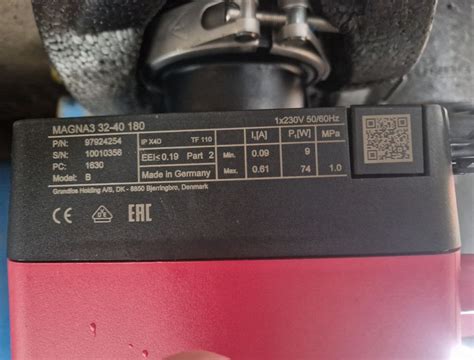 MAGNA3 32-40 180
1x230V 50/60Hz
P/N: 97924254
S/N: 10010356
PC: 1630
Model: B
IP X4D TF 110
EEI≤0.19 Part 2
Made in Germany
I₁[A] P₁[W] MPa
Min. 0.09 9
Max. 0.61 74 1.0
Grundfos Holding A/S, DK - 8850 Bjerringbro, Denmark
CE
EAC